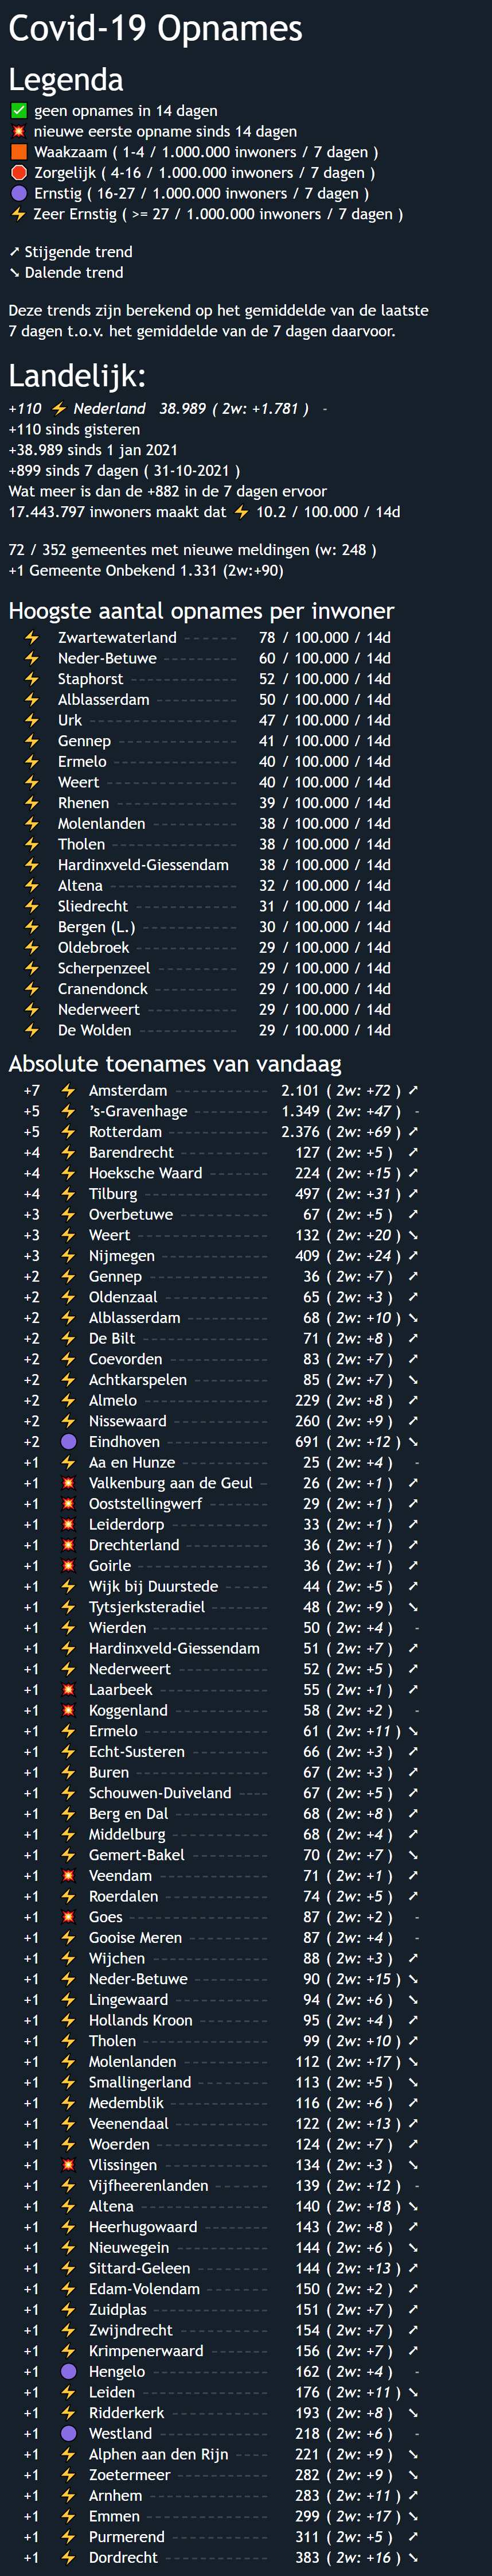 Covid-19 Opnames
Legenda
✅ geen opnames in 14 dagen
💥 nieuwe eerste opname sinds 14 dagen
🟧 Waakzaam ( 1-4 / 1.000.000 inwoners / 7 dagen )
🛑 Zorgelijk ( 4-16 / 1.000.000 inwoners / 7 dagen )
🟣 Ernstig ( 16-27 / 1.000.000 inwoners / 7 dagen )
⚡ Zeer Ernstig ( >= 27 / 1.000.000 inwoners / 7 dagen )
➚ Stijgende trend
➘ Dalende trend
Deze trends zijn berekend op het gemiddelde van de laatste
7 dagen t.o.v. het gemiddelde van de 7 dagen daarvoor.
Landelijk:
+110 ⚡ Nederland 38.989 ( 2w: +1.781 ) -
+110 sinds gisteren
+38.989 sinds 1 jan 2021
+899 sinds 7 dagen ( 31-10-2021 )
Wat meer is dan de +882 in de 7 dagen ervoor
17.443.797 inwoners maakt dat ⚡ 10.2 / 100.000 / 14d
72 / 352 gemeentes met nieuwe meldingen (w: 248 )
+1 Gemeente Onbekend 1.331 (2w:+90)
Hoogste aantal opnames per inwoner
⚡ Zwartewaterland ------- 78 / 100.000 / 14d
⚡ Neder-Betuwe --------- 60 / 100.000 / 14d
⚡ Staphorst ------------- 52 / 100.000 / 14d
⚡ Alblasserdam ---------- 50 / 100.000 / 14d
⚡ Urk ------------------- 47 / 100.000 / 14d
⚡ Gennep --------------- 41 / 100.000 / 14d
⚡ Ermelo --------------- 40 / 100.000 / 14d
⚡ Weert ---------------- 40 / 100.000 / 14d
⚡ Rhenen --------------- 39 / 100.000 / 14d
⚡ Molenlanden ---------- 38 / 100.000 / 14d
⚡ Tholen --------------- 38 / 100.000 / 14d
⚡ Hardinxveld-Giessendam 38 / 100.000 / 14d
⚡ Altena ---------------- 32 / 100.000 / 14d
⚡ Sliedrecht ------------ 31 / 100.000 / 14d
⚡ Bergen (L.) ------------ 30 / 100.000 / 14d
⚡ Oldebroek ------------ 29 / 100.000 / 14d
⚡ Scherpenzeel --------- 29 / 100.000 / 14d
⚡ Cranendonck ---------- 29 / 100.000 / 14d
⚡ Nederweert ----------- 29 / 100.000 / 14d
⚡ De Wolden ------------ 29 / 100.000 / 14d
Absolute toenames van vandaag
+7 ⚡ Amsterdam ------------ 2.101 ( 2w: +72 ) ➚
+5 ⚡ ’s-Gravenhage --------- 1.349 ( 2w: +47 ) -
+5 ⚡ Rotterdam ------------ 2.376 ( 2w: +69 ) ➚
+4 ⚡ Barendrecht ----------- 127 ( 2w: +5 ) ➚
+4 ⚡ Hoeksche Waard ------- 224 ( 2w: +15 ) ➚
+4 ⚡ Tilburg --------------- 497 ( 2w: +31 ) ➚
+3 ⚡ Overbetuwe ----------- 67 ( 2w: +5 ) ➚
+3 ⚡ Weert ---------------- 132 ( 2w: +20 ) ➘
+3 ⚡ Nijmegen ------------- 409 ( 2w: +24 ) ➚
+2 ⚡ Gennep --------------- 36 ( 2w: +7 ) ➚
+2 ⚡ Oldenzaal ------------- 65 ( 2w: +3 ) ➚
+2 ⚡ Alblasserdam ---------- 68 ( 2w: +10 ) ➘
+2 ⚡ De Bilt --------------- 71 ( 2w: +8 ) ➚
+2 ⚡ Coevorden ------------ 83 ( 2w: +7 ) ➚
+2 ⚡ Achtkarspelen --------- 85 ( 2w: +7 ) ➘
+2 ⚡ Almelo --------------- 229 ( 2w: +8 ) ➚
+2 ⚡ Nissewaard ------------ 260 ( 2w: +9 ) ➚
+2 🟣 Eindhoven ------------- 691 ( 2w: +12 ) ➘
+1 ⚡ Aa en Hunze ----------- 25 ( 2w: +4 ) -
+1 💥 Valkenburg aan de Geul - 26 ( 2w: +1 ) ➚
+1 💥 Ooststellingwerf ------- 29 ( 2w: +1 ) ➚
+1 💥 Leiderdorp ------------ 33 ( 2w: +1 ) ➚
+1 💥 Drechterland ---------- 36 ( 2w: +1 ) ➚
+1 💥 Goirle ---------------- 36 ( 2w: +1 ) ➚
+1 ⚡ Wijk bij Duurstede ----- 44 ( 2w: +5 ) ➚
+1 ⚡ Tytsjerksteradiel ------- 48 ( 2w: +9 ) ➘
+1 ⚡ Wierden -------------- 50 ( 2w: +4 ) -
+1 ⚡ Hardinxveld-Giessendam 51 ( 2w: +7 ) ➚
+1 ⚡ Nederweert ----------- 52 ( 2w: +5 ) ➚
+1 💥 Laarbeek ------------- 55 ( 2w: +1 ) ➚
+1 💥 Koggenland ----------- 58 ( 2w: +2 ) -
+1 ⚡ Ermelo --------------- 61 ( 2w: +11 ) ➘
+1 ⚡ Echt-Susteren --------- 66 ( 2w: +3 ) ➚
+1 ⚡ Buren ---------------- 67 ( 2w: +3 ) ➚
+1 ⚡ Schouwen-Duiveland ---- 67 ( 2w: +5 ) ➚
+1 ⚡ Berg en Dal ----------- 68 ( 2w: +8 ) ➚
+1 ⚡ Middelburg ------------ 68 ( 2w: +4 ) ➚
+1 ⚡ Gemert-Bakel ---------- 70 ( 2w: +7 ) ➘
+1 💥 Veendam -------------- 71 ( 2w: +1 ) ➚
+1 ⚡ Roerdalen ------------- 74 ( 2w: +5 ) ➚
+1 💥 Goes ----------------- 87 ( 2w: +2 ) -
+1 ⚡ Gooise Meren ---------- 87 ( 2w: +4 ) -
+1 ⚡ Wijchen -------------- 88 ( 2w: +3 ) ➚
+1 ⚡ Neder-Betuwe --------- 90 ( 2w: +15 ) ➘
+1 ⚡ Lingewaard ----------- 94 ( 2w: +6 ) ➘
+1 ⚡ Hollands Kroon -------- 95 ( 2w: +4 ) ➚
+1 ⚡ Tholen --------------- 99 ( 2w: +10 ) ➚
+1 ⚡ Molenlanden ---------- 112 ( 2w: +17 ) ➘
+1 ⚡ Smallingerland -------- 113 ( 2w: +5 ) ➘
+1 ⚡ Medemblik ------------ 116 ( 2w: +6 ) ➚
+1 ⚡ Veenendaal ----------- 122 ( 2w: +13 ) ➚
+1 ⚡ Woerden -------------- 124 ( 2w: +7 ) ➚
+1 💥 Vlissingen ------------ 134 ( 2w: +3 ) ➘
+1 ⚡ Vijfheerenlanden ------ 139 ( 2w: +12 ) -
+1 ⚡ Altena ---------------- 140 ( 2w: +18 ) ➘
+1 ⚡ Heerhugowaard -------- 143 ( 2w: +8 ) ➚
+1 ⚡ Nieuwegein ----------- 144 ( 2w: +6 ) ➘
+1 ⚡ Sittard-Geleen --------- 144 ( 2w: +13 ) ➚
+1 ⚡ Edam-Volendam -------- 150 ( 2w: +2 ) ➚
+1 ⚡ Zuidplas -------------- 151 ( 2w: +7 ) ➚
+1 ⚡ Zwijndrecht ----------- 154 ( 2w: +7 ) ➚
+1 ⚡ Krimpenerwaard ------- 156 ( 2w: +7 ) ➚
+1 🟣 Hengelo -------------- 162 ( 2w: +4 ) -
+1 ⚡ Leiden ---------------- 176 ( 2w: +11 ) ➘
+1 ⚡ Ridderkerk ------------ 193 ( 2w: +8 ) ➘
+1 🟣 Westland ------------- 218 ( 2w: +6 ) -
+1 ⚡ Alphen aan den Rijn ---- 221 ( 2w: +9 ) ➘
+1 ⚡ Zoetermeer ----------- 282 ( 2w: +9 ) ➘
+1 ⚡ Arnhem -------------- 283 ( 2w: +11 ) ➚
+1 ⚡ Emmen --------------- 299 ( 2w: +17 ) ➘
+1 ⚡ Purmerend ------------ 311 ( 2w: +5 ) ➚
+1 ⚡ Dordrecht ------------ 383 ( 2w: +16 ) ➘